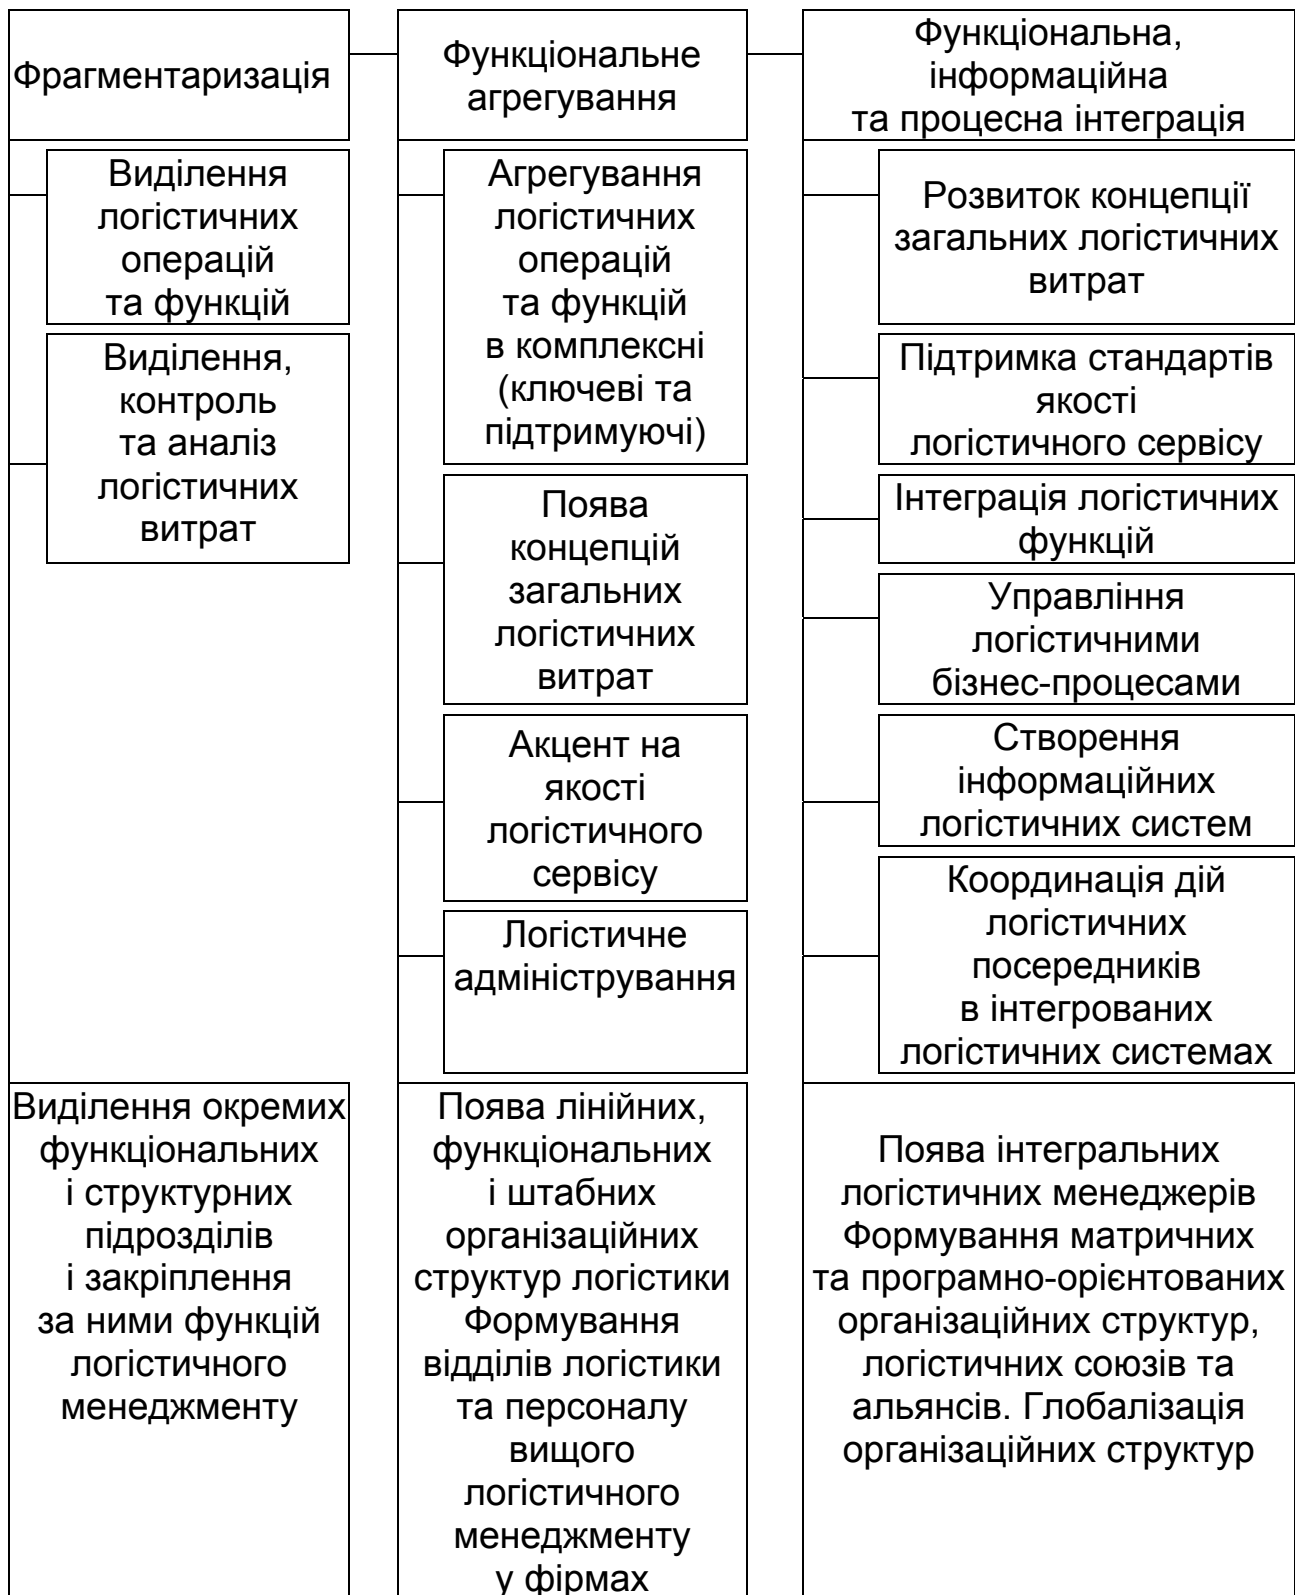 Фрагментаризація
Функціональне
агрегування
Функціональна,
інформаційна
та процесна інтеграція
Виділення
логістичних
операцій
та функцій
Виділення,
контроль
та аналіз
логістичних
витрат
Агрегування
логістичних
операцій
та функцій
в комплексні
(ключеві та
підтримуючі)
Поява
концепцій
загальних
логістичних
витрат
Акцент на
якості
логістичного
сервісу
Логістичне
адміністрування
Розвиток концепції
загальних логістичних
витрат
Підтримка стандартів
якості
логістичного сервісу
Інтеграція логістичних
функцій
Управління
логістичними
бізнес-процесами
Створення
інформаційних
логістичних систем
Координація дій
логістичних
посередників
в інтегрованих
логістичних системах
Виділення окремих
функціональних
і структурних
підрозділів
і закріплення
за ними функцій
логістичного
менеджменту
Поява лінійних,
функціональних
і штабних
організаційних
структур логістики
Формування
відділів логістики
та персоналу
вищого
логістичного
менеджменту
у фірмах
Поява інтегральних
логістичних менеджерів
Формування матричних
та програмно-орієнтованих
організаційних структур,
логістичних союзів та
альянсів. Глобалізація
організаційних структур